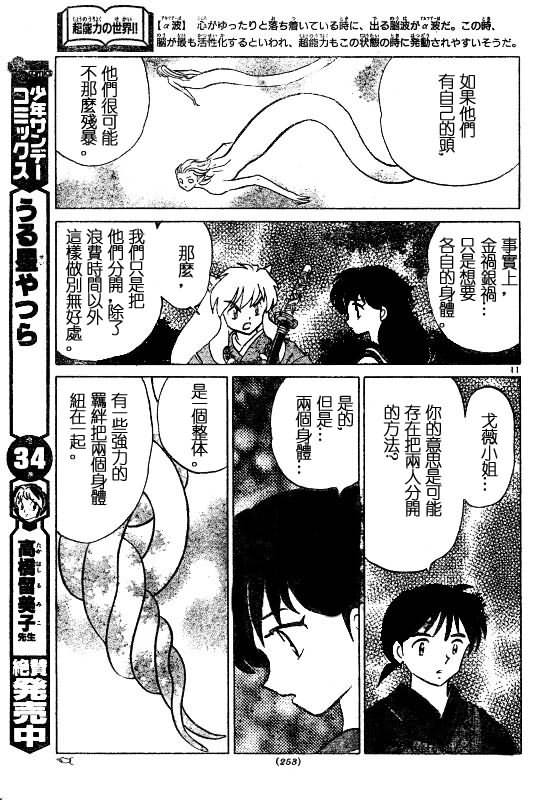 超能力の世界!!
【α波】心がゆったりと落ち着いている時に、出る脳波がα波だ。この時、
脳が最も活性化するといわれ、超能力もこの状態の時に発動されやすいそうだ。
如果他們
有自己的頭,
他們很可能
不那麼殘暴。
事實上,
金禍銀禍…
只是想要
各自的身體。
那麼,
我們只是把
他們分開,除了
浪費時間以外
這樣做別無好處。
11
戈薇小姐…
你的意思是可能
存在把兩人分開
的方法?
是的,
但是…
兩個身體…
是一個整体。
有一些強力的
羈絆把兩個身體
紐在一起。
少年サンデー
コミックス
うる星やつら
34
高橋留美子
先生
絶賛
発売中
(253)